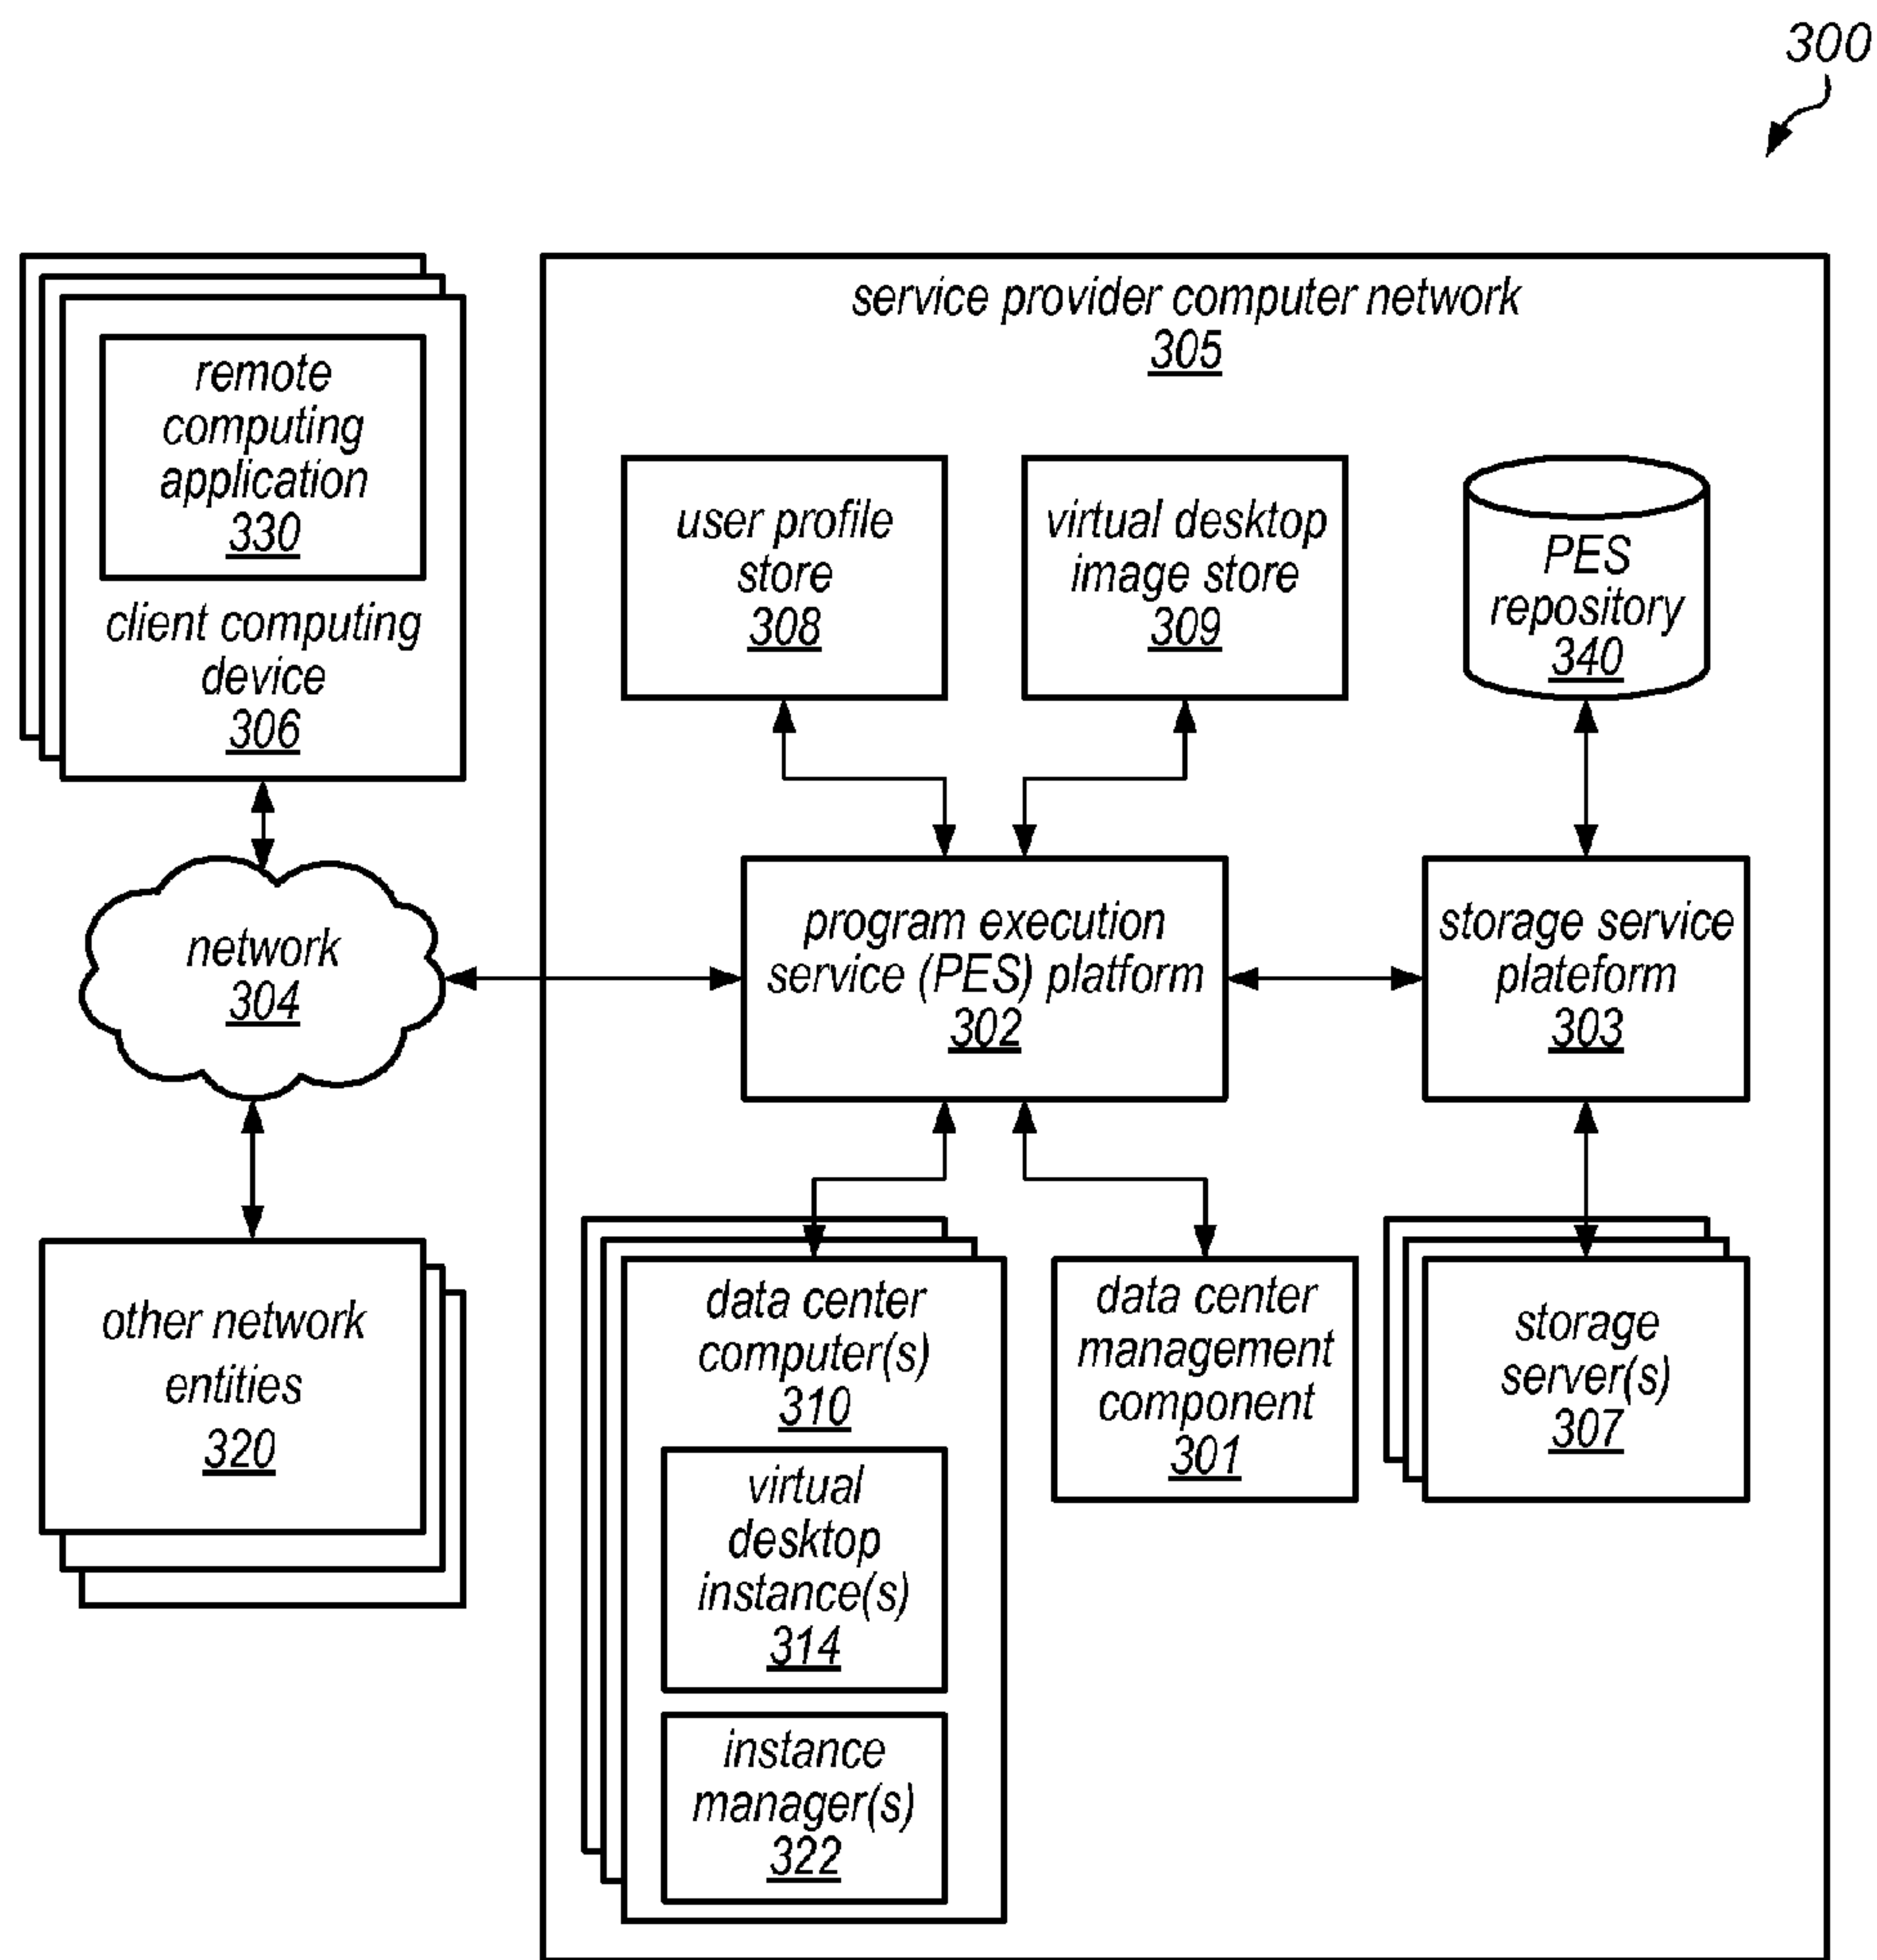 300
remote
computing
application
330
client computing
device
306
network
304
other network
entities
320
service provider computer network
305
user profile
store
308
virtual desktop
image store
309
PES
repository
340
program execution
service (PES) platform
302
storage service
plateform
303
data center
computer(s)
310
virtual
desktop
instance(s)
314
instance
manager(s)
322
data center
management
component
301
storage
server(s)
307